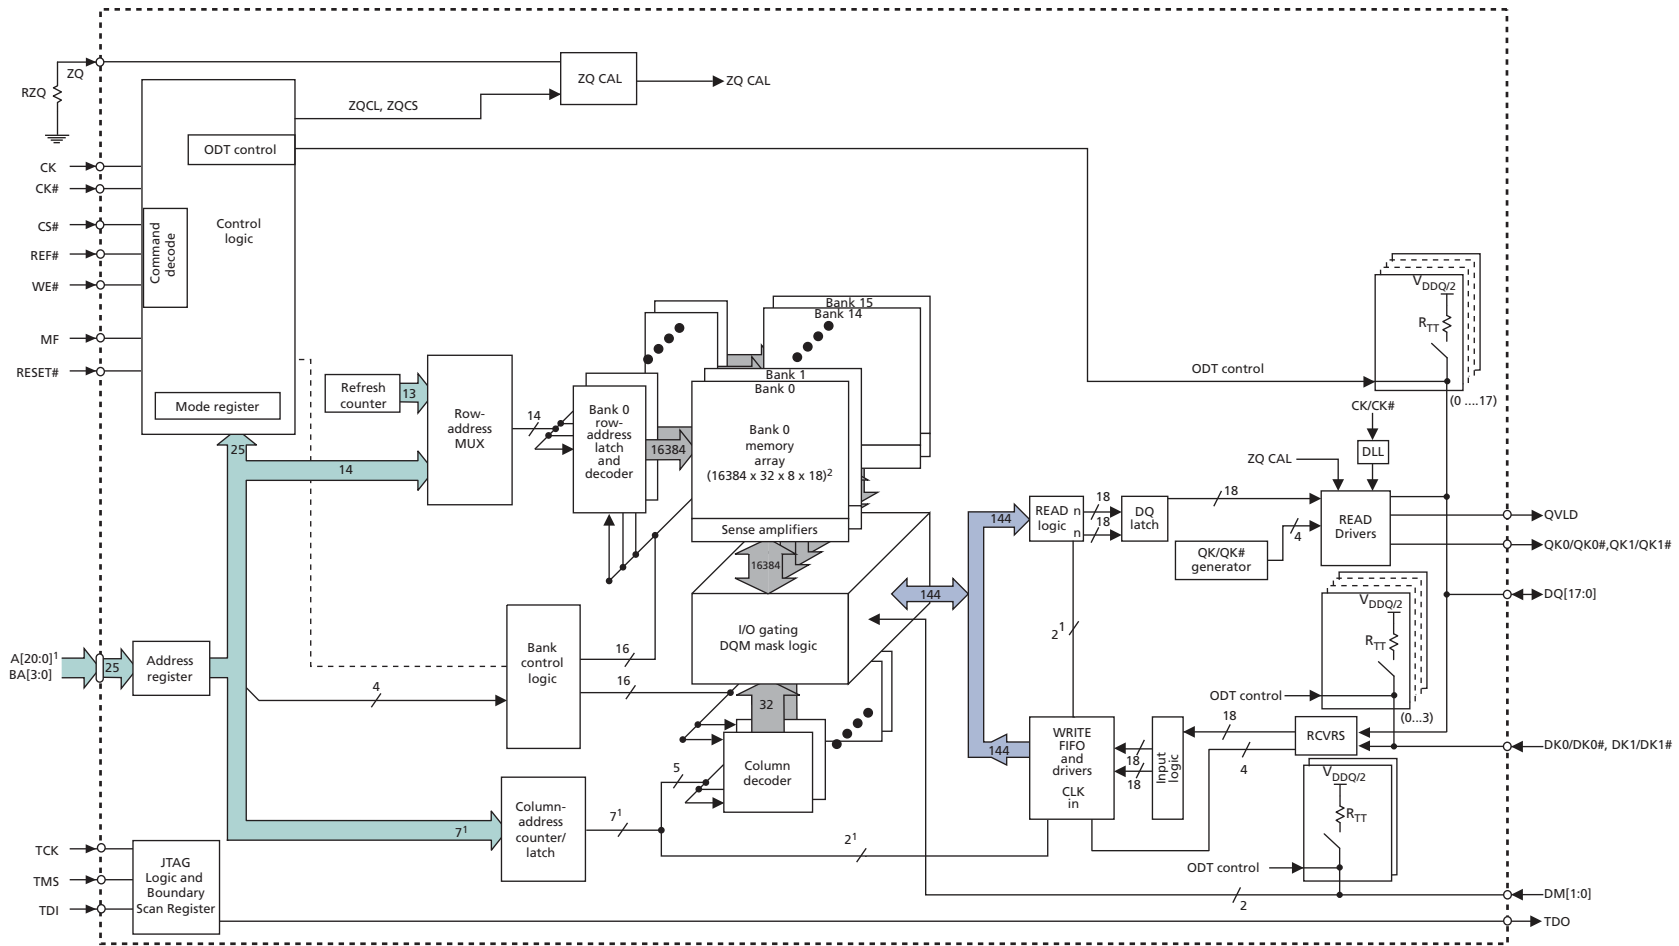 ZQ
RZQ
ZQ CAL
ZQ CAL
ZQCL, ZQCS
ODT control
CK
CK#
CS#
REF#
WE#
MF
RESET#
Command decode
Control
logic
Mode register
25
Refresh
counter
13
14
Row-
address
MUX
14
Bank 0
row-
address
latch
and
decoder
16384
Bank 15
Bank 14
Bank 1
Bank 0
Bank 0
memory
array
(16384 x 32 x 8 x 18)²
Sense amplifiers
16384
I/O gating
DQM mask logic
32
Column
decoder
5
Bank
control
logic
16
16
4
A[20:0]¹
BA[3:0]
25
Address
register
7¹
Column-
address
counter/
latch
7¹
2¹
TCK
TMS
TDI
JTAG
Logic and
Boundary
Scan Register
144
144
144
READ
logic
n
n
18
18
DQ
latch
18
2¹
QK/QK#
generator
4
ZQ CAL
CK/CK#
DLL
READ
Drivers
ODT control
VDDQ/2
RTT
(0 ....17)
QVLD
QK0/QK0#,QK1/QK1#
DQ[17:0]
VDDQ/2
RTT
ODT control
(0...3)
WRITE
FIFO
and
drivers
CLK
in
18
18
Input logic
18
4
RCVRS
DK0/DK0#, DK1/DK1#
VDDQ/2
RTT
ODT control
2
DM[1:0]
TDO